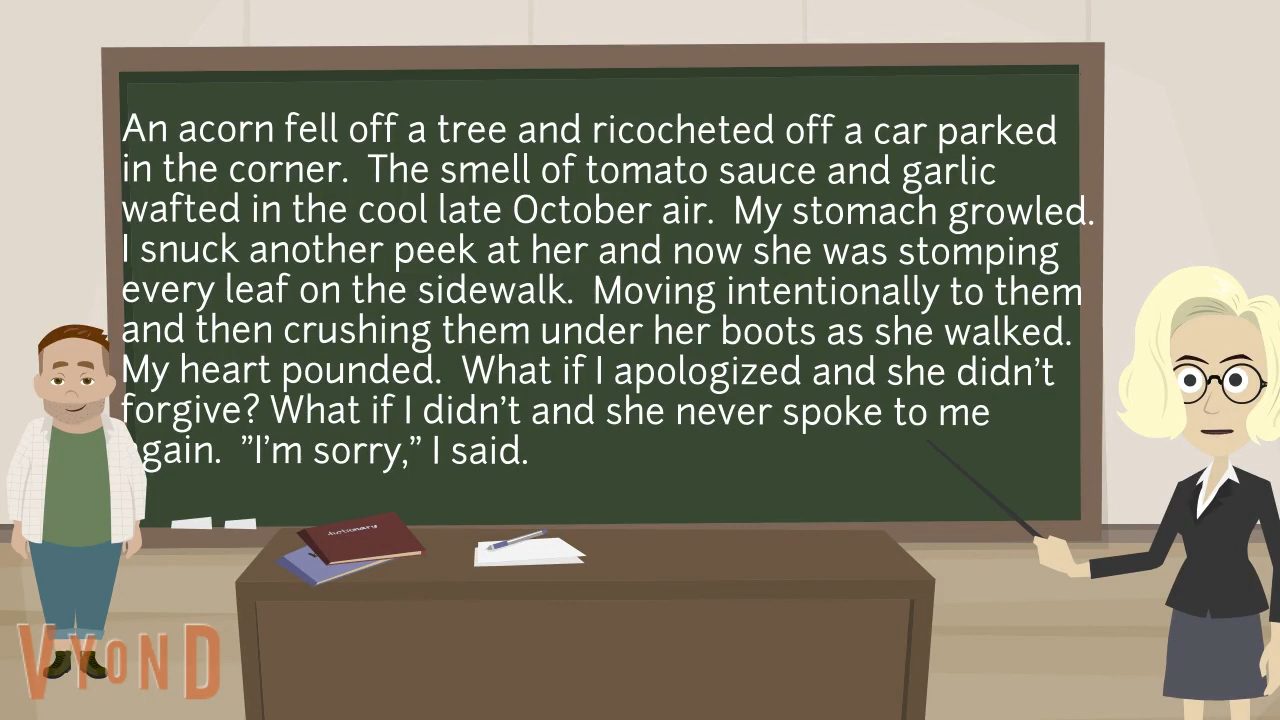 An acorn fell off a tree and ricocheted off a car parked
in the corner.  The smell of tomato sauce and garlic
wafted in the cool late October air.  My stomach growled.
I snuck another peek at her and now she was stomping
every leaf on the sidewalk.  Moving intentionally to them
and then crushing them under her boots as she walked.
My heart pounded.  What if I apologized and she didn’t
forgive? What if I didn’t and she never spoke to me
again.  ”I’m sorry,” I said.
dictionary
VYOND